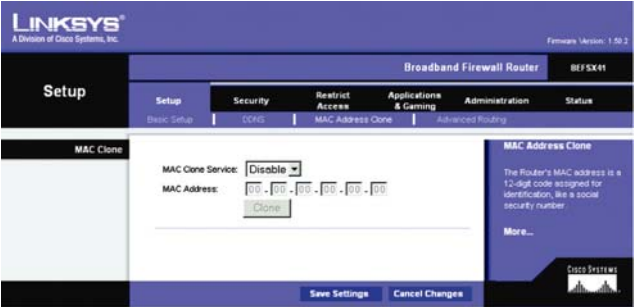 LINKSYS®
A Division of Cisco Systems, Inc.
Firmware Version: 1.50.2
Broadband Firewall Router
BEFSX41
Setup
Setup
Security
Restrict Access
Applications & Gaming
Administration
Status
Basic Setup
DDNS
MAC Address Clone
Advanced Routing
MAC Clone
MAC Clone Service: Disable
MAC Address: 00 - 00 - 00 - 00 - 00 - 00
Clone
MAC Address Clone
The Router's MAC address is a
12-digit code assigned for
identification, like a social
security number.
More...
Save Settings
Cancel Changes
CISCO SYSTEMS